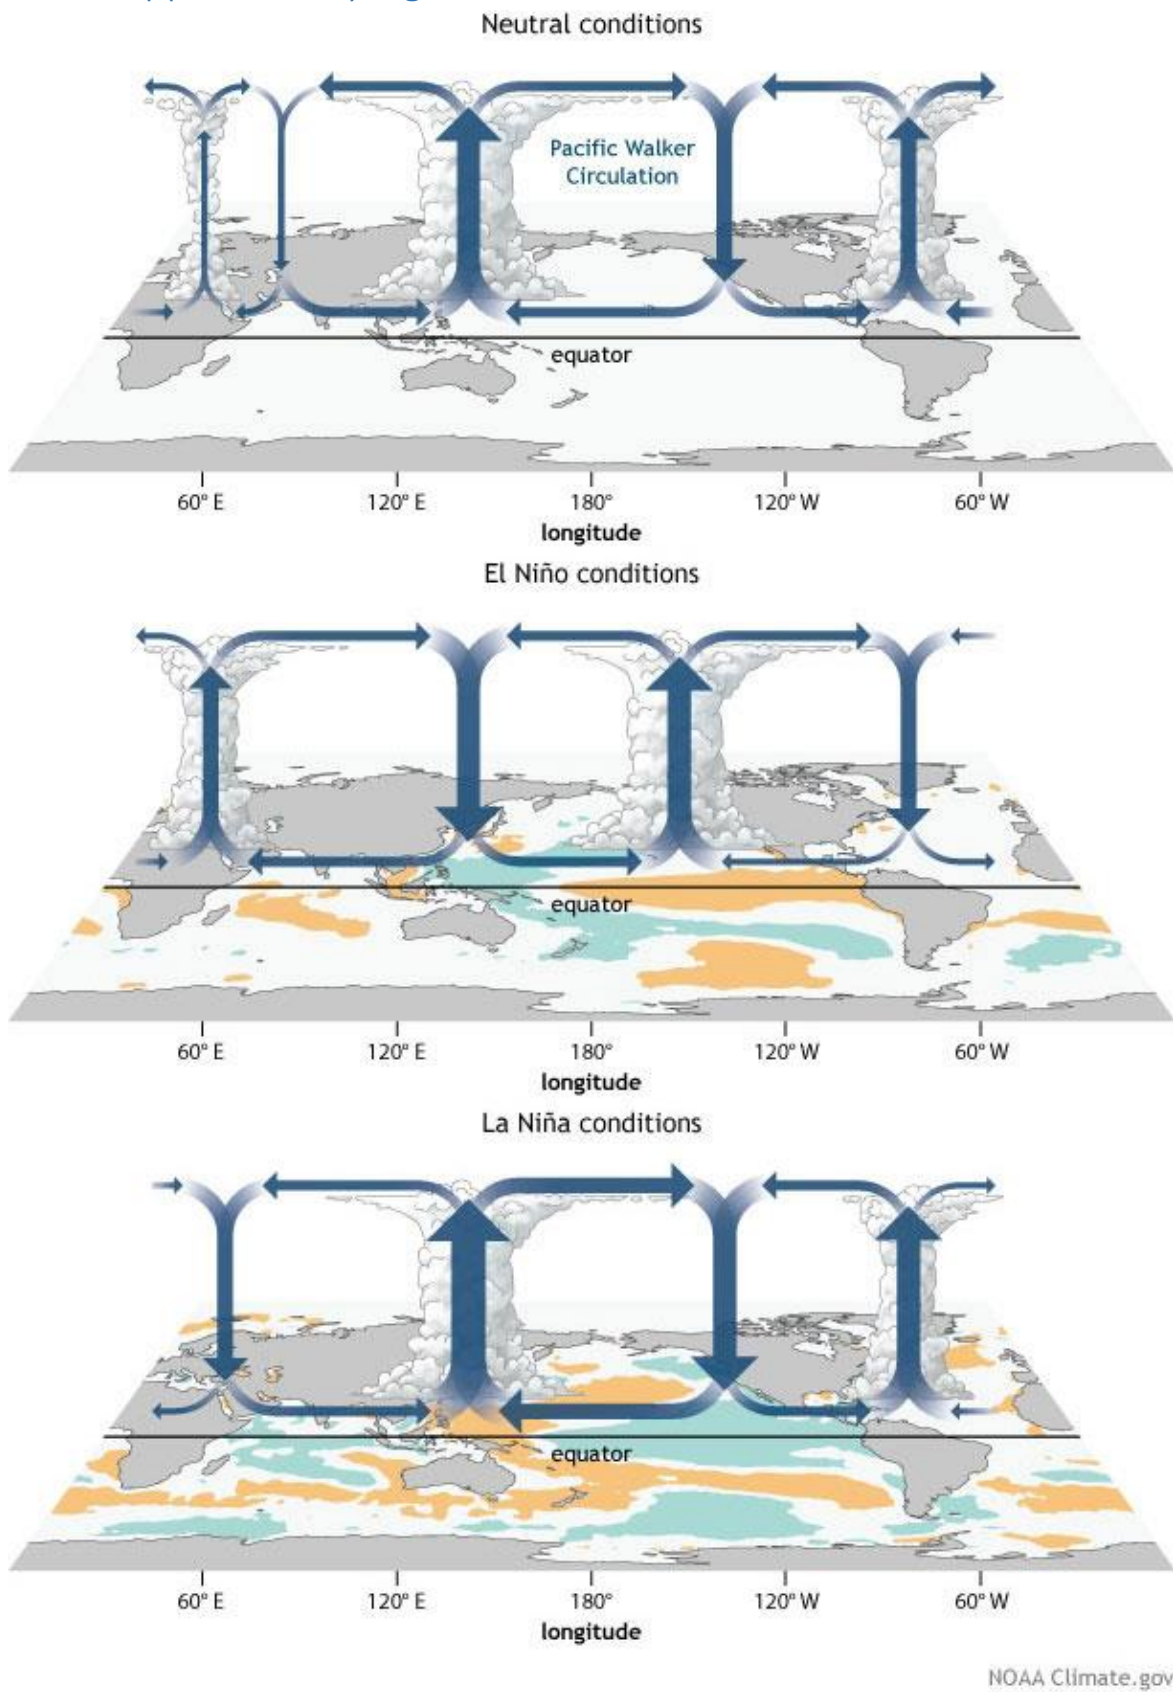 Neutral conditions
Pacific Walker
Circulation
equator
60° E 120° E 180° 120° W 60° W
longitude
El Niño conditions
equator
60° E 120° E 180° 120° W 60° W
longitude
La Niña conditions
equator
60° E 120° E 180° 120° W 60° W
longitude
NOAA Climate.gov